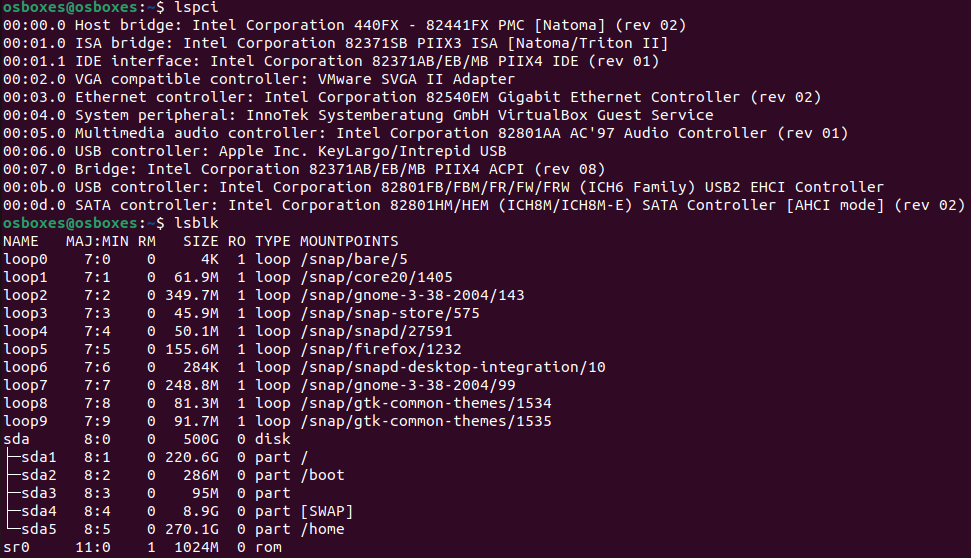 osboxes@osboxes:~$ lspci
00:00.0 Host bridge: Intel Corporation 440FX - 82441FX PMC [Natoma] (rev 02)
00:01.0 ISA bridge: Intel Corporation 82371SB PIIX3 ISA [Natoma/Triton II]
00:01.1 IDE interface: Intel Corporation 82371AB/EB/MB PIIX4 IDE (rev 01)
00:02.0 VGA compatible controller: VMware SVGA II Adapter
00:03.0 Ethernet controller: Intel Corporation 82540EM Gigabit Ethernet Controller (rev 02)
00:04.0 System peripheral: InnoTek Systemberatung GmbH VirtualBox Guest Service
00:05.0 Multimedia audio controller: Intel Corporation 82801AA AC'97 Audio Controller (rev 01)
00:06.0 USB controller: Apple Inc. KeyLargo/Intrepid USB
00:07.0 Bridge: Intel Corporation 82371AB/EB/MB PIIX4 ACPI (rev 08)
00:0b.0 USB controller: Intel Corporation 82801FB/FBM/FR/FW/FRW (ICH6 Family) USB2 EHCI Controller
00:0d.0 SATA controller: Intel Corporation 82801HM/HEM (ICH8M/ICH8M-E) SATA Controller [AHCI mode] (rev 02)
osboxes@osboxes:~$ lsblk
NAME   MAJ:MIN RM   SIZE RO TYPE MOUNTPOINTS
loop0    7:0    0     4K  1 loop /snap/bare/5
loop1    7:1    0  61.9M  1 loop /snap/core20/1405
loop2    7:2    0 349.7M  1 loop /snap/gnome-3-38-2004/143
loop3    7:3    0  45.9M  1 loop /snap/snap-store/575
loop4    7:4    0  50.1M  1 loop /snap/snapd/27591
loop5    7:5    0 155.6M  1 loop /snap/firefox/1232
loop6    7:6    0   284K  1 loop /snap/snapd-desktop-integration/10
loop7    7:7    0 248.8M  1 loop /snap/gnome-3-38-2004/99
loop8    7:8    0  81.3M  1 loop /snap/gtk-common-themes/1534
loop9    7:9    0  91.7M  1 loop /snap/gtk-common-themes/1535
sda      8:0    0   500G  0 disk
├─sda1   8:1    0 220.6G  0 part /
├─sda2   8:2    0   286M  0 part /boot
├─sda3   8:3    0    95M  0 part
├─sda4   8:4    0   8.9G  0 part [SWAP]
└─sda5   8:5    0 270.1G  0 part /home
sr0     11:0    1  1024M  0 rom